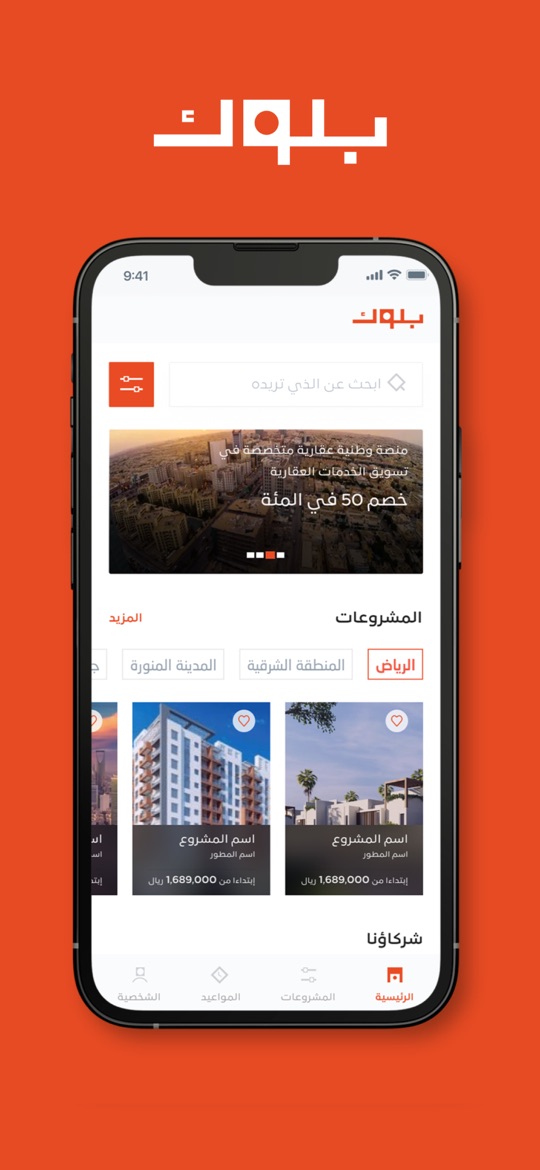 بلوك
9:41
بلوك
ابحث عن الذي تريده
منصة وطنية عقارية متخصصة في
تسويق الخدمات العقارية
خصم 50 في المئة
المشروعات
المزيد
الرياض
المنطقة الشرقية
المدينة المنورة
اسم المشروع
اسم المطور
إبتداءا من 1,689,000 ريال
اسم المشروع
اسم المطور
إبتداءا من 1,689,000 ريال
شركاؤنا
الرئيسية
المشروعات
المواعيد
الشخصية